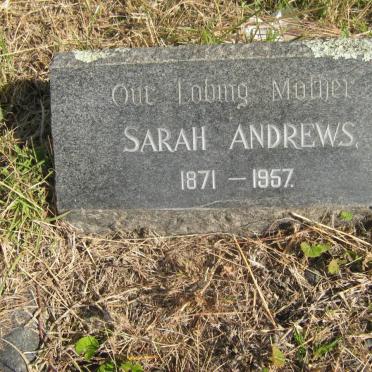 Our Loving Mother
SARAH ANDREWS.
1871 – 1957.